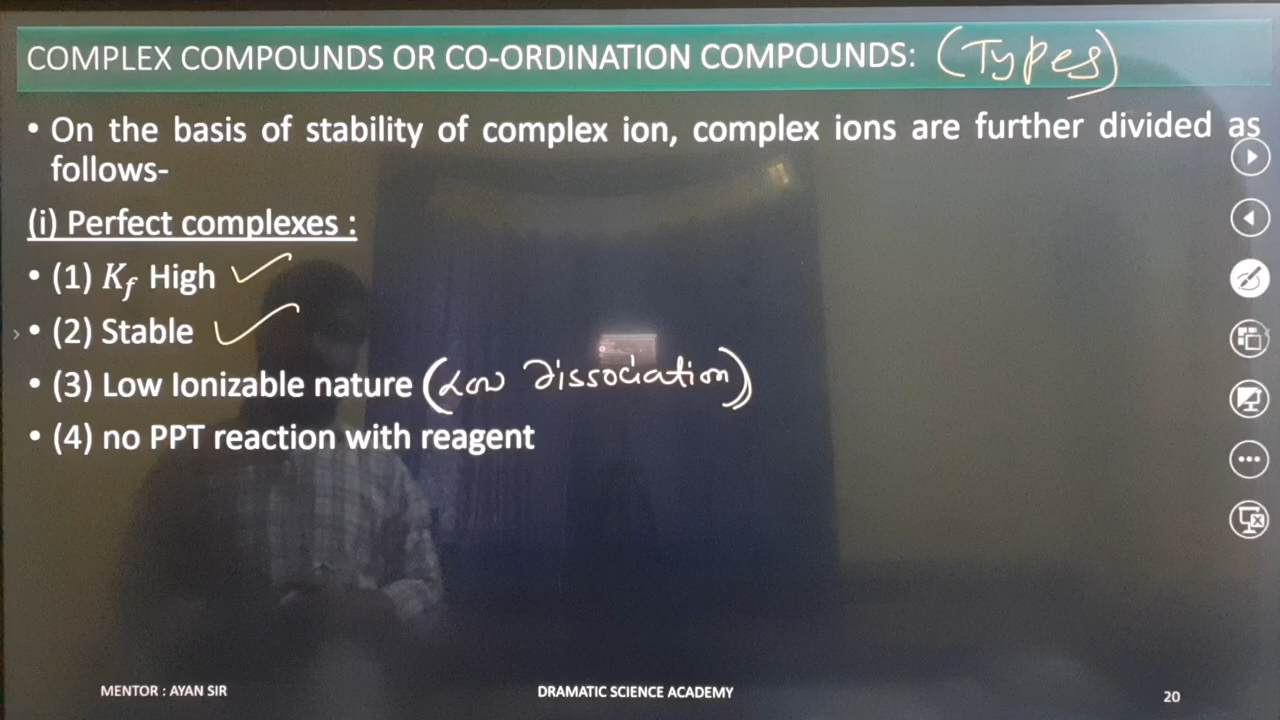 COMPLEX COMPOUNDS OR CO-ORDINATION COMPOUNDS: (Types)
• On the basis of stability of complex ion, complex ions are further divided as
follows-
(i) Perfect complexes :
• (1) K𝑓 High ✓
• (2) Stable ✓
• (3) Low Ionizable nature (Low Dissociation)
• (4) no PPT reaction with reagent
MENTOR : AYAN SIR DRAMATIC SCIENCE ACADEMY 20